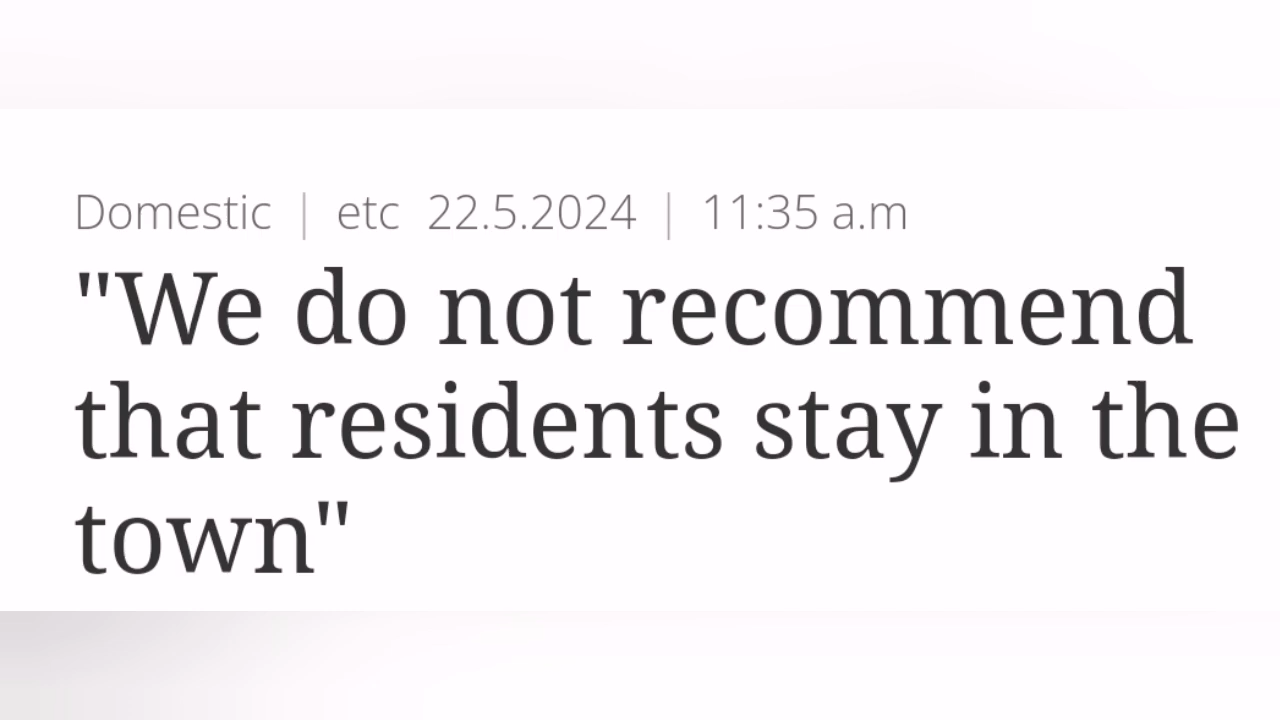 Domestic | etc 22.5.2024 | 11:35 a.m
"We do not recommend
that residents stay in the
town"